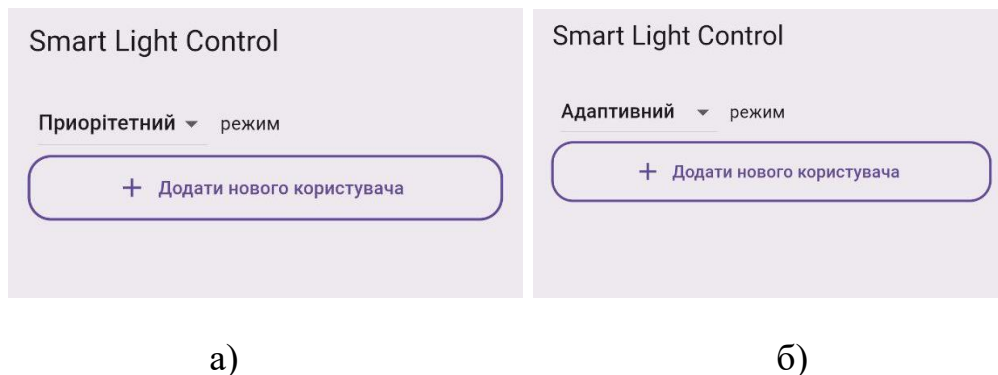 Smart Light Control
Приорітетний режим
+ Додати нового користувача
а)
Smart Light Control
Адаптивний режим
+ Додати нового користувача
б)